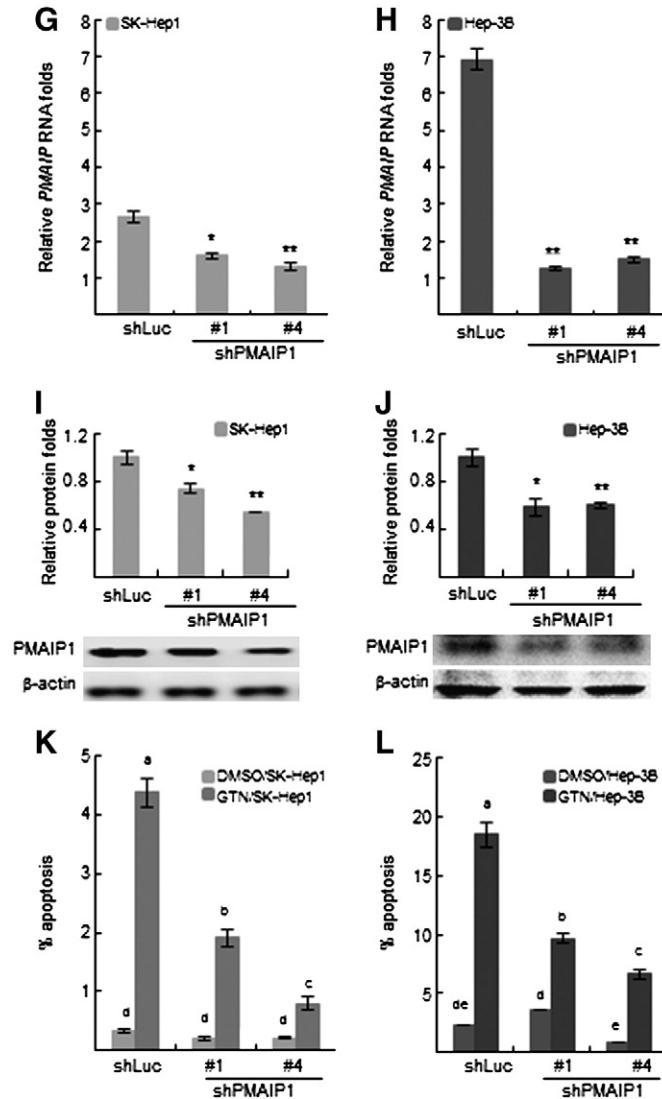 G
SK-Hep1
Relative PMAIP RNA folds
8
7
6
5
4
3
2
1
*
**
shLuc #1 #4
shPMAIP1
H
Hep-3B
Relative PMAIP RNA folds
8
7
6
5
4
3
2
1
**
**
shLuc #1 #4
shPMAIP1
I
SK-Hep1
Relative protein folds
1.2
0.8
0.4
*
**
shLuc #1 #4
shPMAIP1
PMAIP1
β-actin
J
Hep-3B
Relative protein folds
1.2
0.8
0.4
*
**
shLuc #1 #4
shPMAIP1
PMAIP1
β-actin
K
DMSO/SK-Hep1
GTN/SK-Hep1
% apoptosis
5
4
3
2
1
a
b
c
d d d
shLuc #1 #4
shPMAIP1
L
DMSO/Hep-3B
GTN/Hep-3B
% apoptosis
25
20
15
10
5
a
b
c
de d e
shLuc #1 #4
shPMAIP1